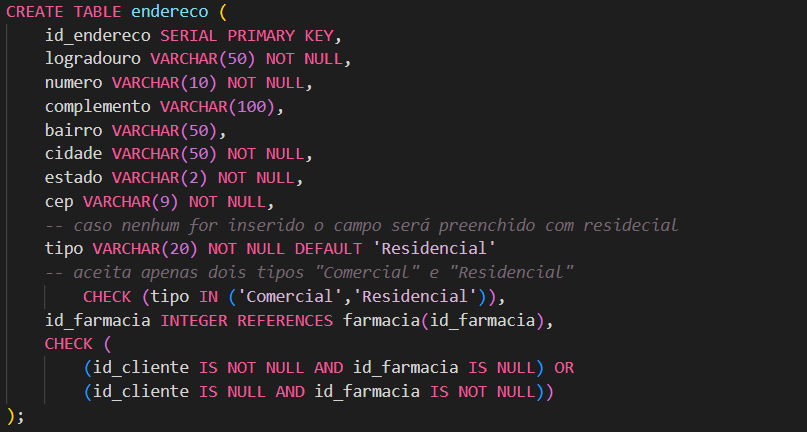 CREATE TABLE endereco (
    id_endereco SERIAL PRIMARY KEY,
    logradouro VARCHAR(50) NOT NULL,
    numero VARCHAR(10) NOT NULL,
    complemento VARCHAR(100),
    bairro VARCHAR(50),
    cidade VARCHAR(50) NOT NULL,
    estado VARCHAR(2) NOT NULL,
    cep VARCHAR(9) NOT NULL,
    -- caso nenhum for inserido o campo será preenchido com residecial
    tipo VARCHAR(20) NOT NULL DEFAULT 'Residencial'
    -- aceita apenas dois tipos "Comercial" e "Residencial"
        CHECK (tipo IN ('Comercial','Residencial')),
    id_farmacia INTEGER REFERENCES farmacia(id_farmacia),
    CHECK (
        (id_cliente IS NOT NULL AND id_farmacia IS NULL) OR
        (id_cliente IS NULL AND id_farmacia IS NOT NULL))
);